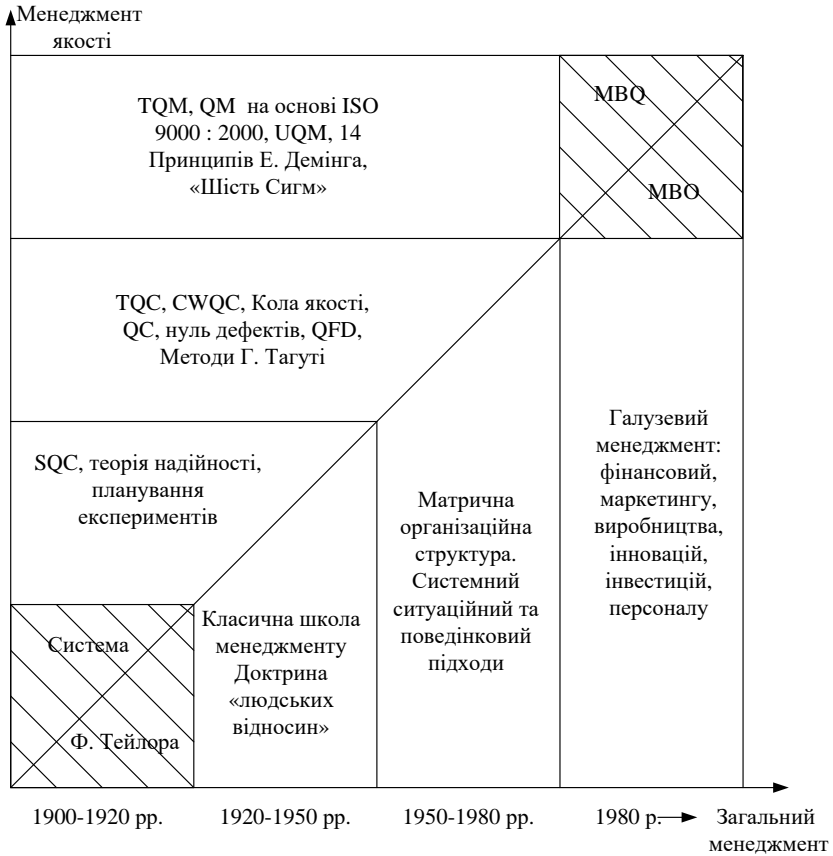 Менеджмент
якості
TQM, QM на основі ISO
9000 : 2000, UQM, 14
Принципів Е. Демінга,
«Шість Сигм»
MBQ
MBO
TQC, CWQC, Кола якості,
QC, нуль дефектів, QFD,
Методи Г. Тагуті
SQC, теорія надійності,
планування
експериментів
Система
Ф. Тейлора
Класична школа
менеджменту
Доктрина
«людських
відносин»
Матрична
організаційна
структура.
Системний
ситуаційний та
поведінковий
підходи
Галузевий
менеджмент:
фінансовий,
маркетингу,
виробництва,
інновацій,
інвестицій,
персоналу
1900-1920 рр.
1920-1950 рр.
1950-1980 рр.
1980 р.
Загальний
менеджмент